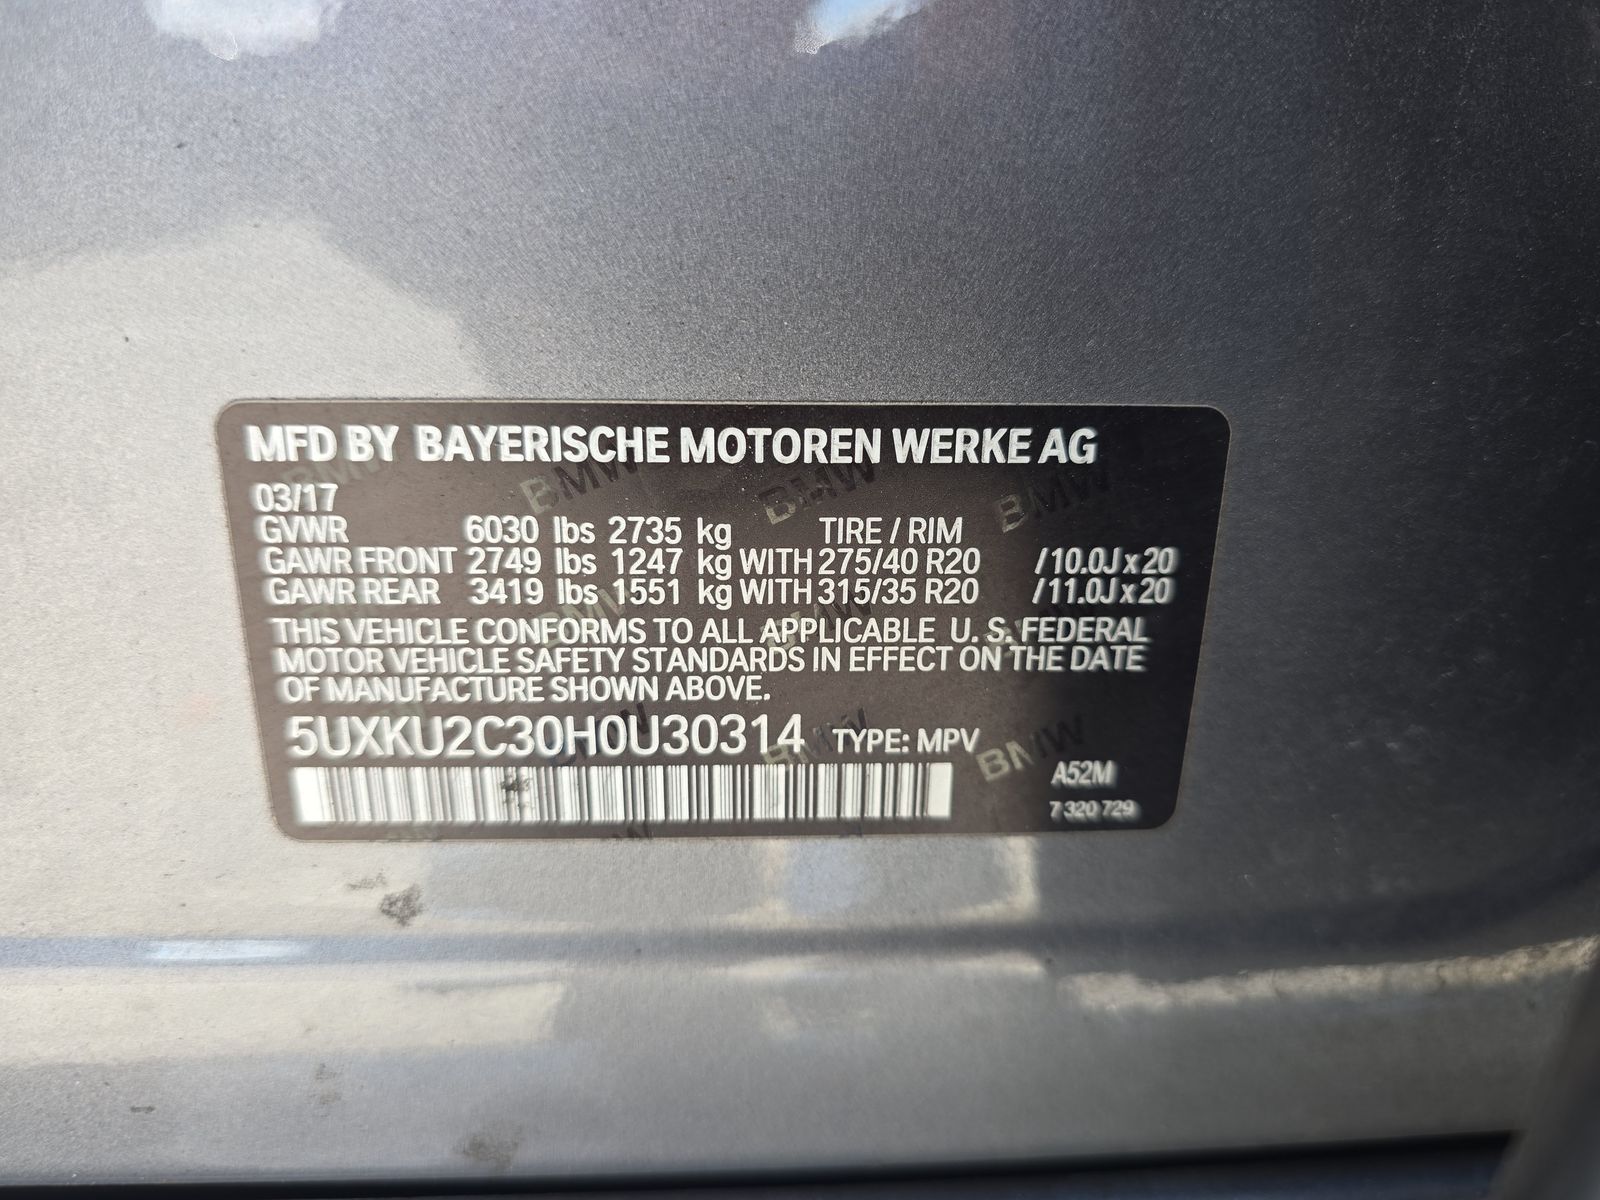 MFD BY BAYERISCHE MOTOREN WERKE AG
03/17
GVWR 6030 lbs 2735 kg TIRE / RIM
GAWR FRONT 2749 lbs 1247 kg WITH 275/40 R20 /10.0J x 20
GAWR REAR 3419 lbs 1551 kg WITH 315/35 R20 /11.0J x 20
THIS VEHICLE CONFORMS TO ALL APPLICABLE U. S. FEDERAL
MOTOR VEHICLE SAFETY STANDARDS IN EFFECT ON THE DATE
OF MANUFACTURE SHOWN ABOVE.
5UXKU2C30H0U30314 TYPE: MPV
A52M
7 320 729